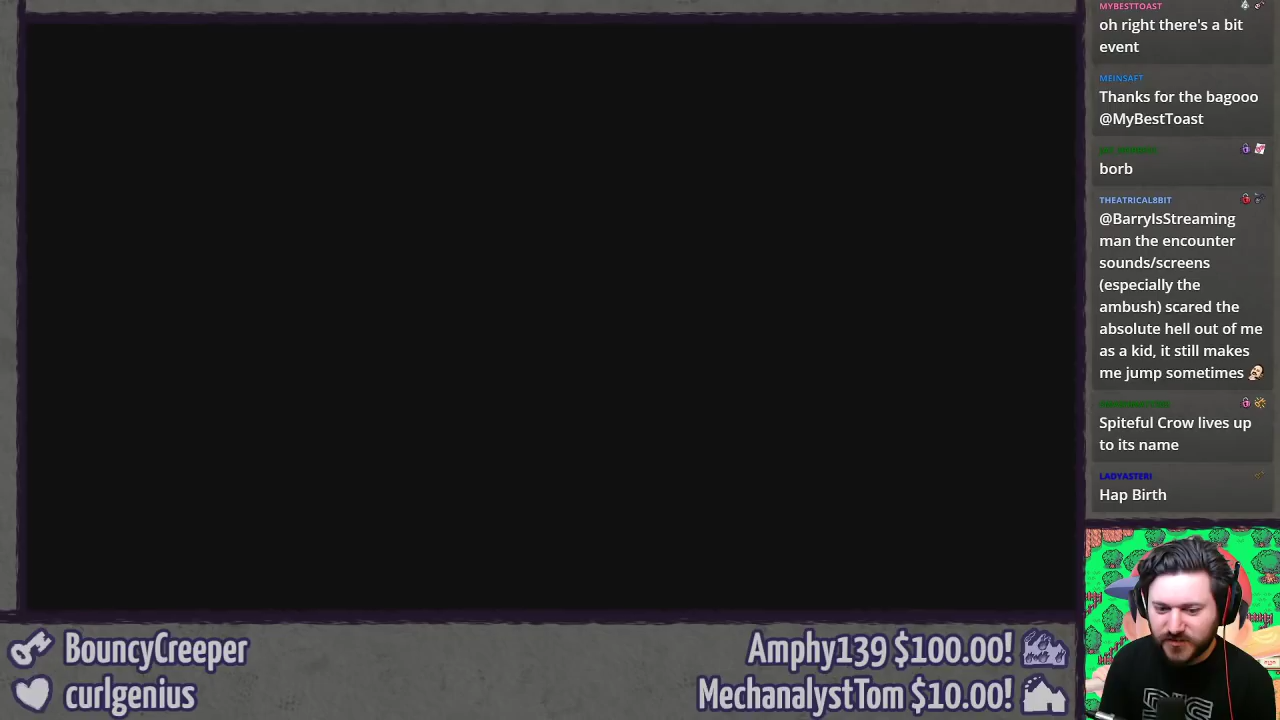 MYBESTTOAST
oh right there's a bit
event
MEINSAFT
Thanks for the bagooo
@MyBestToast
borb
THEATRICAL8BIT
@BarryIsStreaming
man the encounter
sounds/screens
(especially the
ambush) scared the
absolute hell out of me
as a kid, it still makes
me jump sometimes
Spiteful Crow lives up
to its name
LADYASTERI
Hap Birth
BouncyCreeper
curlgenius
Amphy139 $100.00!
MechanalystTom $10.00!